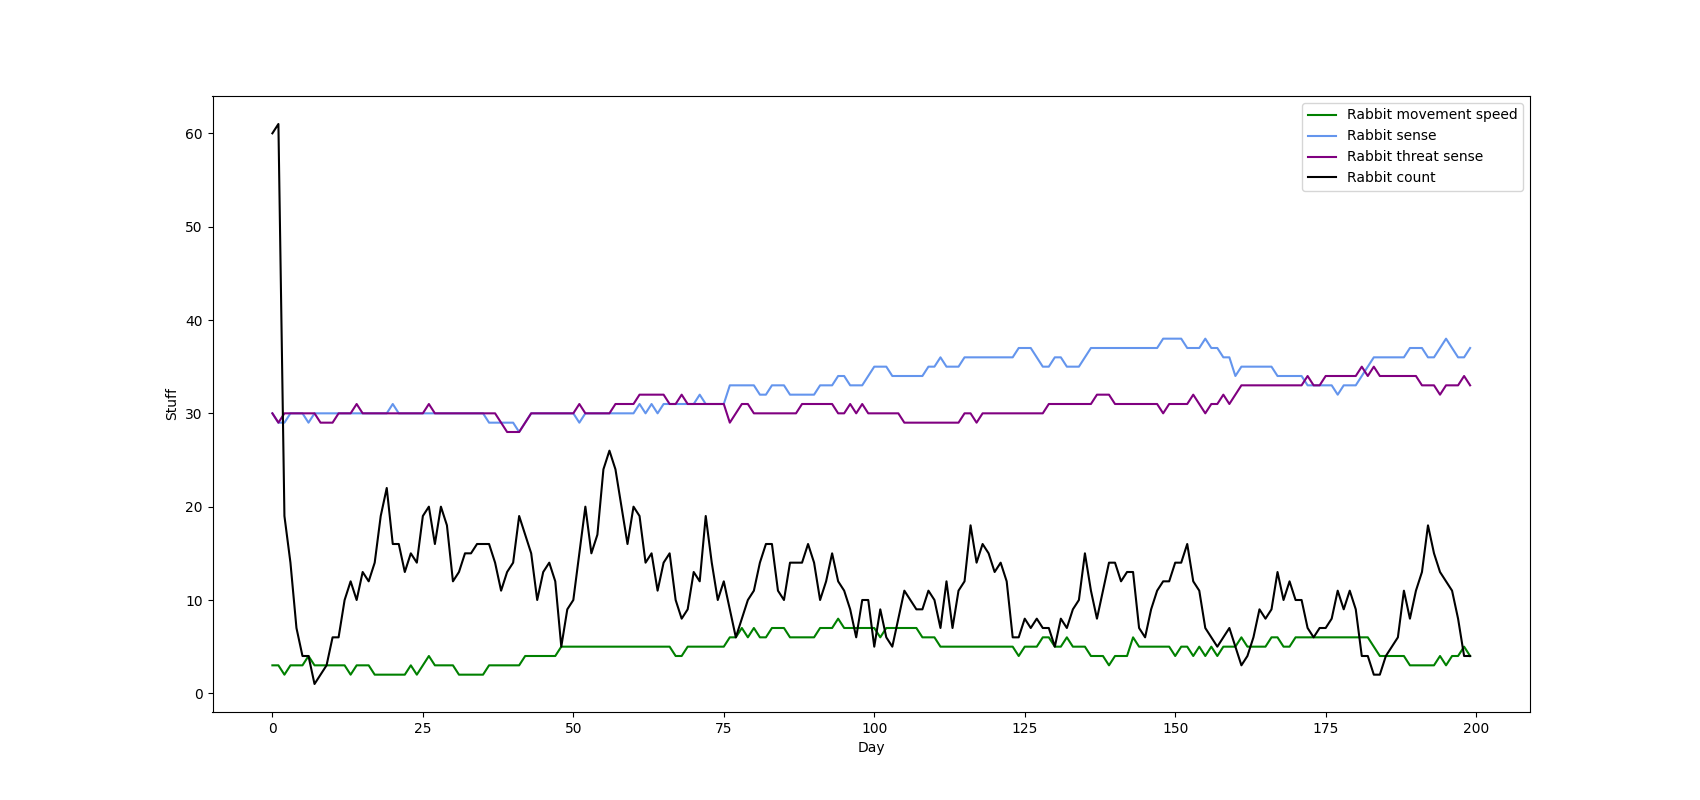 Rabbit movement speed
Rabbit sense
Rabbit threat sense
Rabbit count
60
50
40
30
20
10
0
Stuff
0 25 50 75 100 125 150 175 200
Day